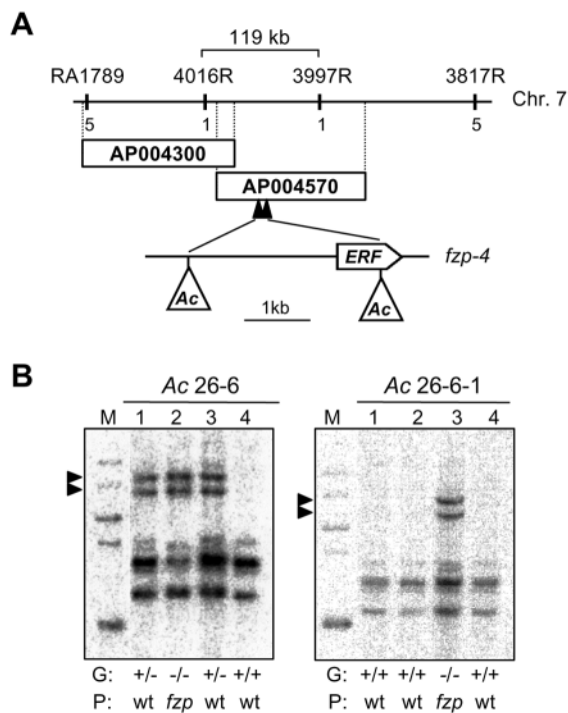 A
119 kb
RA1789 4016R 3997R 3817R
Chr. 7
5 1 1 5
AP004300
AP004570
ERF fzp-4
Ac Ac
1kb
B
Ac 26-6 Ac 26-6-1
M 1 2 3 4 M 1 2 3 4
G: +/- -/- +/- +/+ G: +/+ +/+ -/- +/+
P: wt fzp wt wt P: wt wt fzp wt